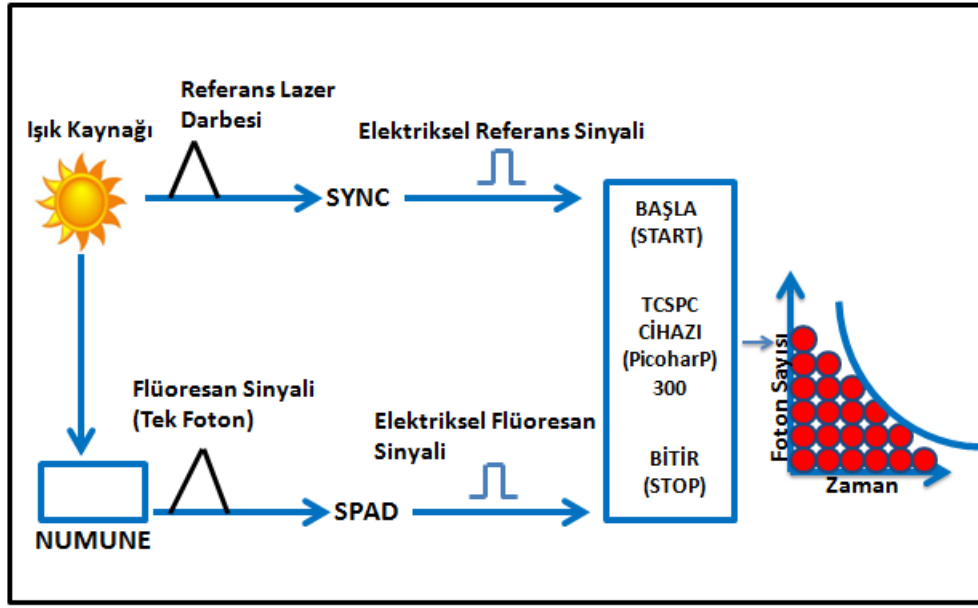 Işık Kaynağı
Referans Lazer
Darbesi
Elektriksel Referans Sinyali
SYNC
BAŞLA
(START)
TCSPC
CİHAZI
(PicoharP)
300
BİTİR
(STOP)
Flüoresan Sinyali
(Tek Foton)
Elektriksel Flüoresan
Sinyali
NUMUNE
SPAD
Foton Sayısı
Zaman